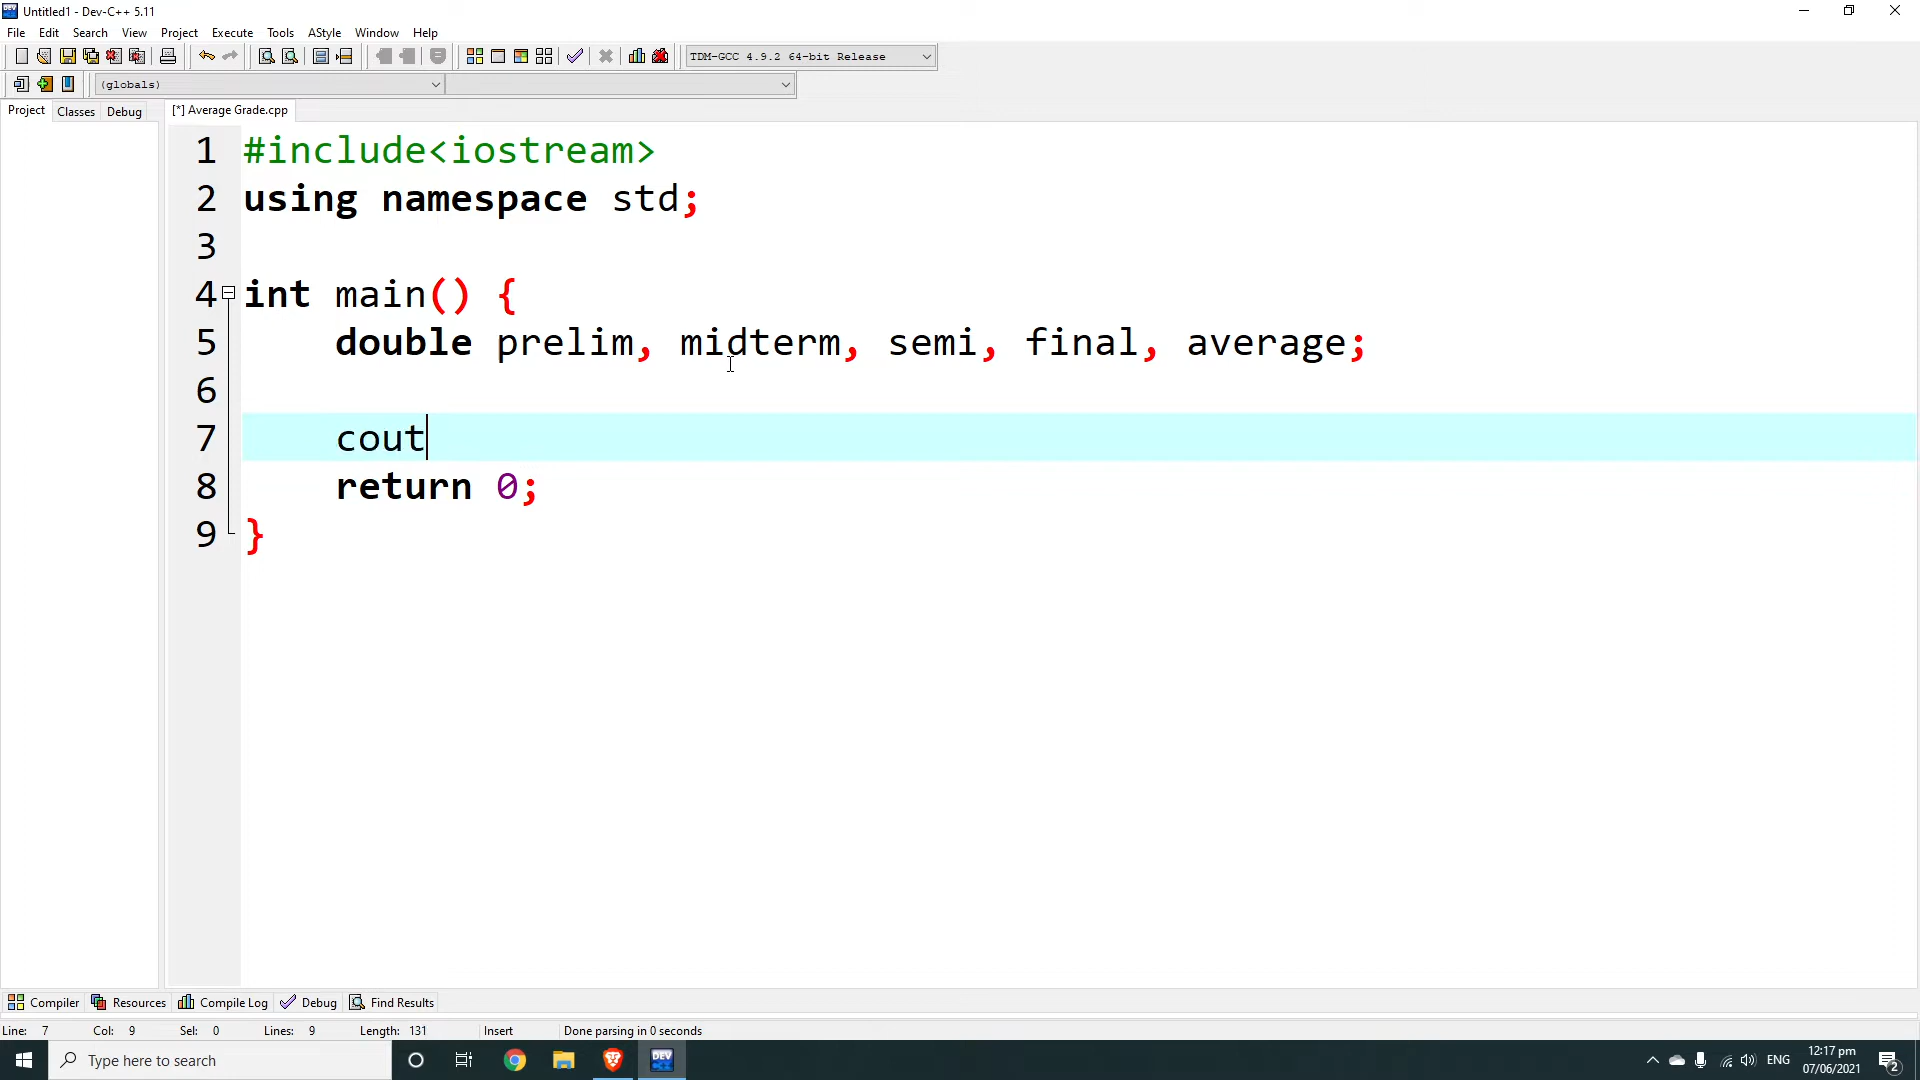 Untitled1 - Dev-C++ 5.11
File Edit Search View Project Execute Tools AStyle Window Help
TDM-GCC 4.9.2 64-bit Release
(globals)
Project Classes Debug [*] Average Grade.cpp
1 #include<iostream>
2 using namespace std;
3
4 int main() {
5 double prelim, midterm, semi, final, average;
6
7 cout
8 return 0;
9 }
Compiler Resources Compile Log Debug Find Results
Line: 7 Col: 9 Sel: 0 Lines: 9 Length: 131 Insert Done parsing in 0 seconds
Type here to search DEV ENG 12:17 pm
07/06/2021 2